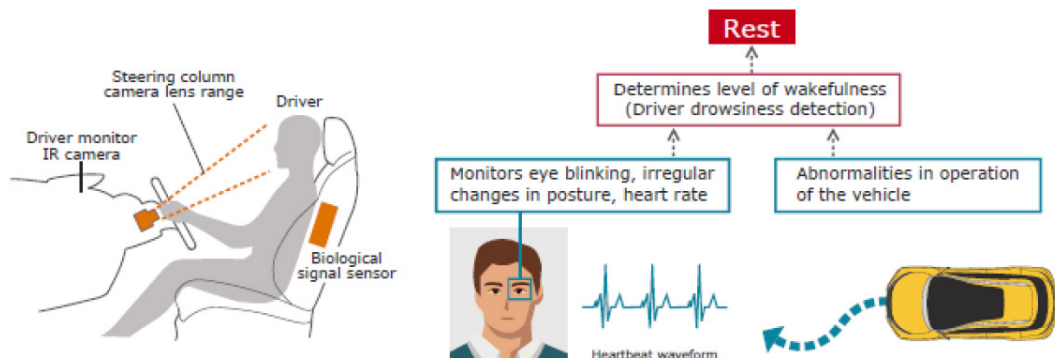 Steering column
camera lens range
Driver
Driver monitor
IR camera
Biological
signal sensor
Rest
Determines level of wakefulness
(Driver drowsiness detection)
Monitors eye blinking, irregular
changes in posture, heart rate
Abnormalities in operation
of the vehicle
Heartbeat waveform